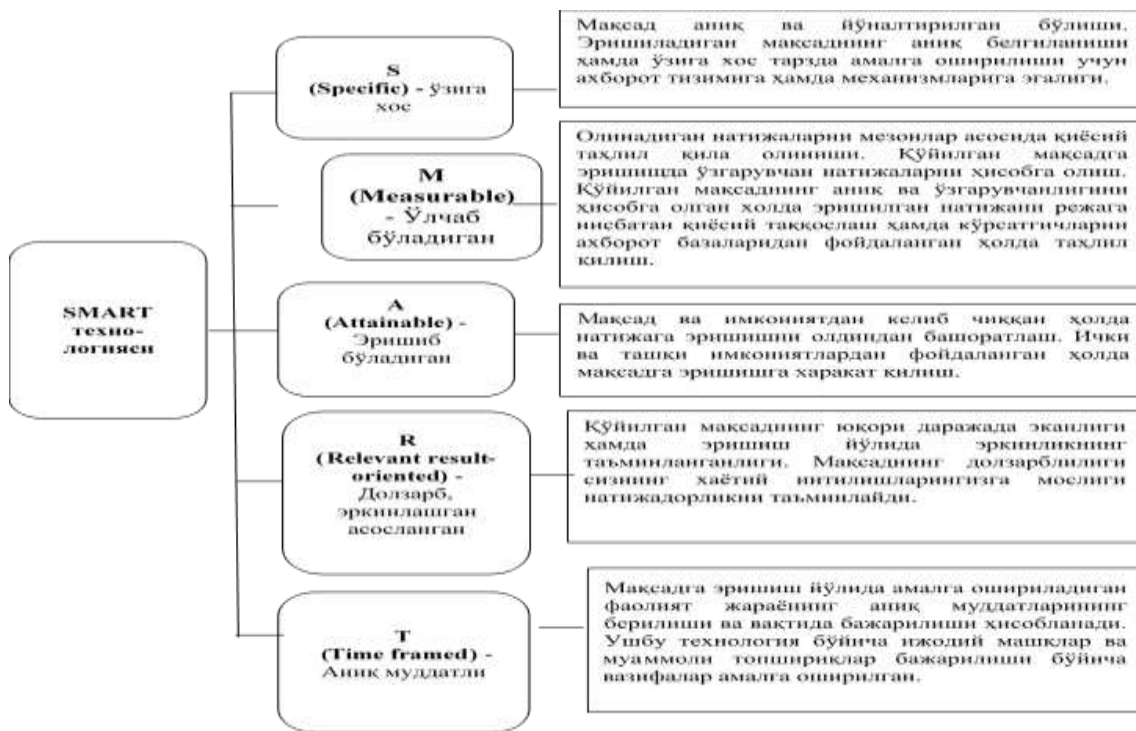 SMART
техно-
логияси
S
(Specific) - ўзига
хос
Мақсад аниқ ва йўналтирилган бўлиши.
Эришиладиган мақсаднинг аниқ белгиланиши
ҳамда ўзига хос тарзда амалга оширилиши учун
ахборот тизимига ҳамда механизмларига эгалиги.
M
(Measurable)
- Ўлчаб
бўладиган
Олинадиган натижаларни мезонлар асосида қиёсий
таҳлил қила олиниши. Қўйилган мақсадга
эришишда ўзгарувчан натижаларни ҳисобга олиш.
Қўйилган мақсаднинг аниқ ва ўзгарувчанлигини
ҳисобга олган ҳолда эришилган натижани режага
нисбатан қиёсий таққослаш ҳамда кўрсатгичларни
ахборот базаларидан фойдаланган ҳолда таҳлил
қилиш.
A
(Attainable) -
Эришиб
бўладиган
Мақсад ва имкониятдан келиб чиққан ҳолда
натижага эришишни олдиндан башоратлаш. Ички
ва ташқи имкониятлардан фойдаланган ҳолда
мақсадга эришишга харакат қилиш.
R
(Relevant result-
oriented) -
Долзарб,
эркинлашган
асосланган
Қўйилган мақсаднинг юқори даражада эканлиги
ҳамда эришиш йўлида эркинликнинг
таъминланганлиги. Мақсаднинг долзарблилиги
сизнинг хаётий интилишларингизга мослиги
натижадорликни таъминлайди.
T
(Time framed) -
Аниқ муддатли
Мақсадга эришиш йўлида амалга ошириладиган
фаолият жараёнинг аниқ муддатларининг
берилиши ва вақтида бажарилиши ҳисобланади.
Ушбу технология бўйича ижодий машқлар ва
муаммоли топшириқлар бажарилиши бўйича
вазифалар амалга оширилган.